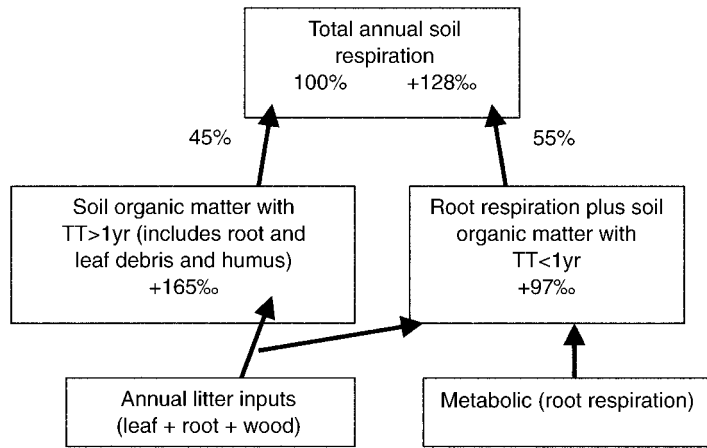 Total annual soil
respiration
100% +128‰
45% 55%
Soil organic matter with
TT>1yr (includes root and
leaf debris and humus)
+165‰
Root respiration plus soil
organic matter with
TT<1yr
+97‰
Annual litter inputs
(leaf + root + wood)
Metabolic (root respiration)